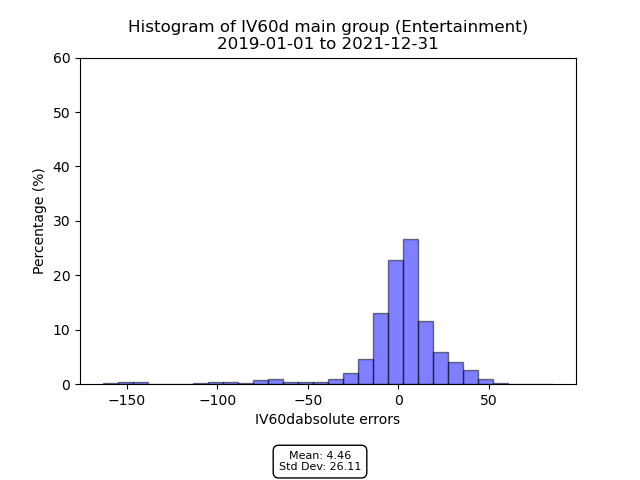 Histogram of IV60d main group (Entertainment)
2019-01-01 to 2021-12-31
60
50
40
30
20
10
0
Percentage (%)
−150
−100
−50
0
50
IV60dabsolute errors
Mean: 4.46
Std Dev: 26.11